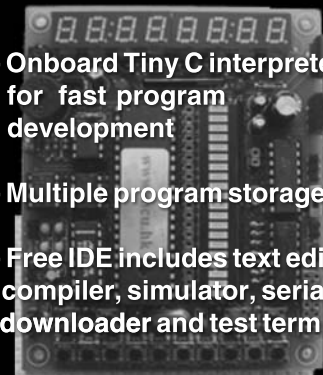 Onboard Tiny C interprete
for fast program
development
Multiple program storage
Free IDE includes text edi
compiler, simulator, seria
downloader and test term